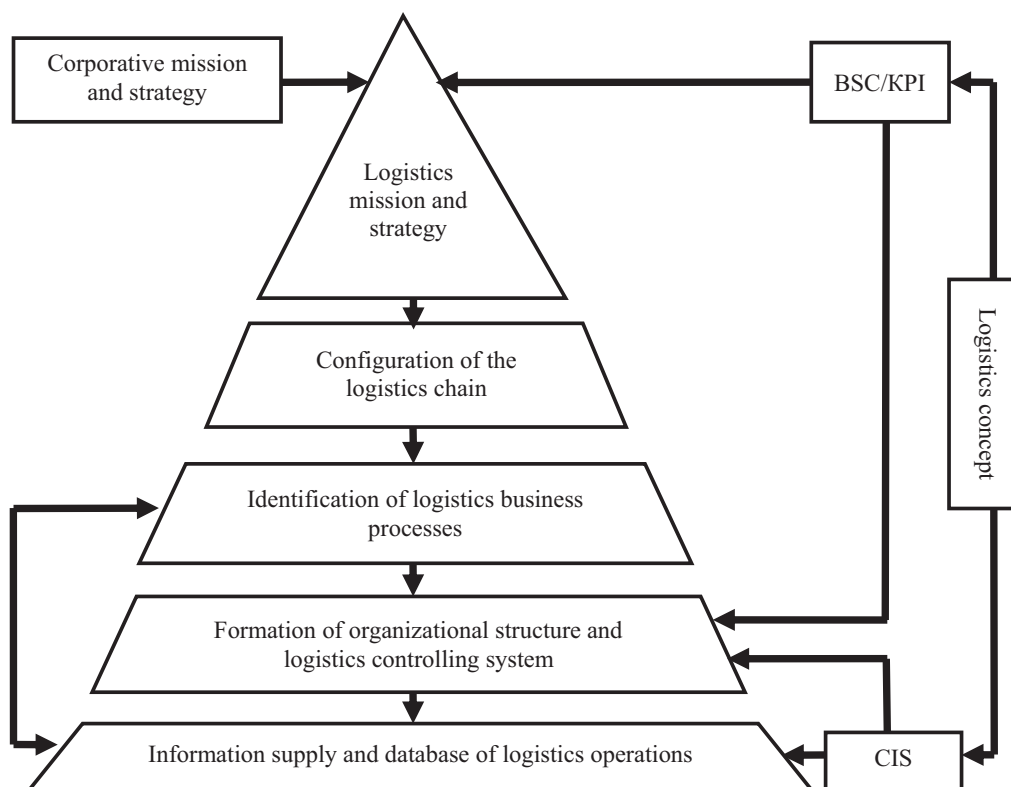 Corporative mission
and strategy
BSC/KPI
Logistics
mission and
strategy
Logistics concept
Configuration of the
logistics chain
Identification of logistics business
processes
Formation of organizational structure and
logistics controlling system
Information supply and database of logistics operations
CIS